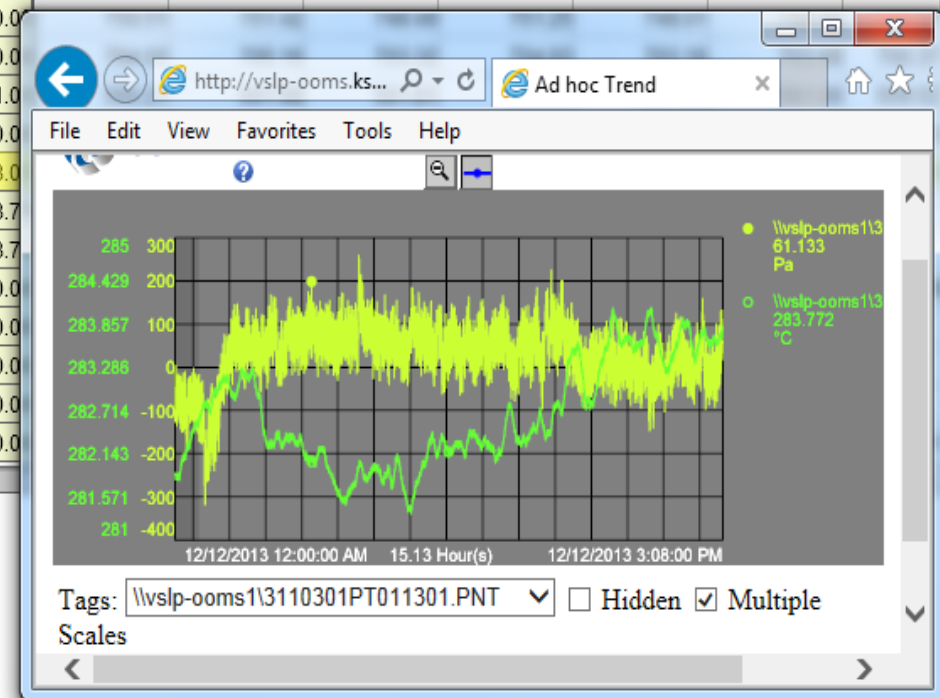 http://vslp-ooms.ks...
Ad hoc Trend
File Edit View Favorites Tools Help
285 300
284.429 200
283.857 100
283.286 0
282.714 -100
282.143 -200
281.571 -300
281 -400
\\vslp-ooms1\3
61.133
Pa
\\vslp-ooms1\3
283.772
°C
12/12/2013 12:00:00 AM 15.13 Hour(s) 12/12/2013 3:08:00 PM
Tags: \\vslp-ooms1\3110301PT011301.PNT Hidden Multiple
Scales